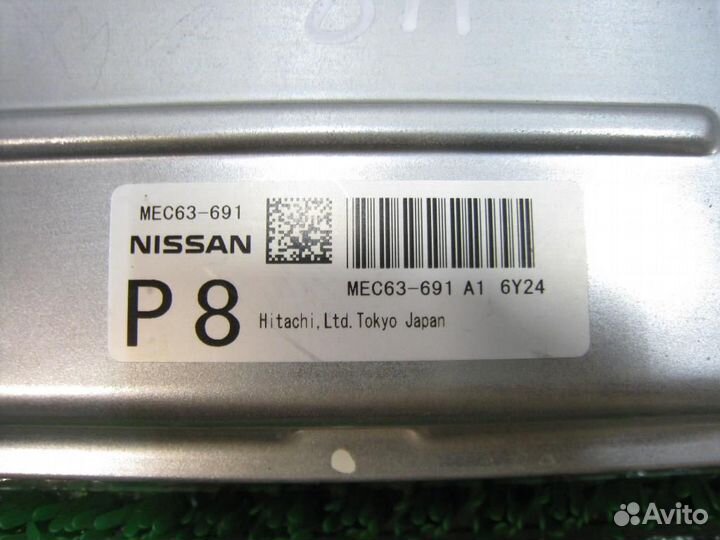 MEC63-691
NISSAN
P8
MEC63-691 A1 6Y24
Hitachi,Ltd.Tokyo Japan
Avito